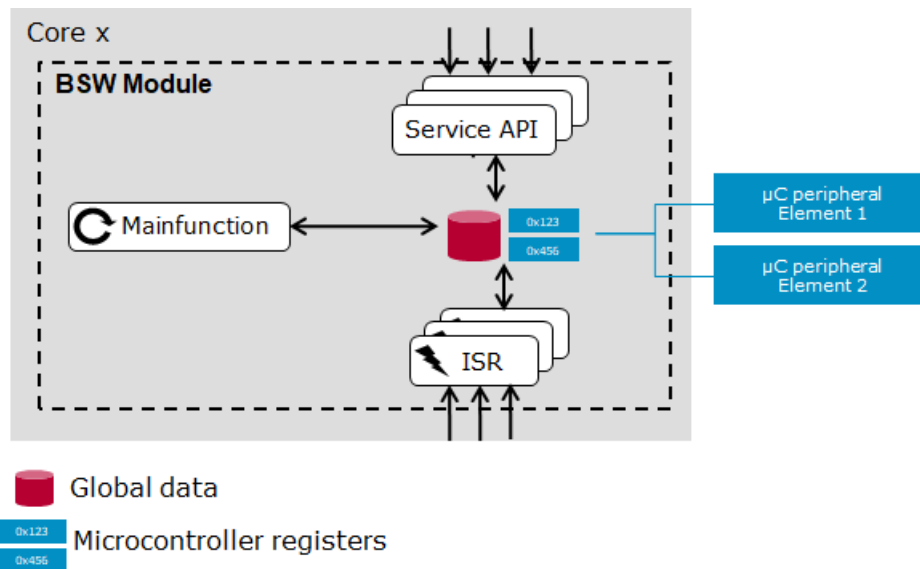 Core x
BSW Module
Service API
Mainfunction
0x123
0x456
µC peripheral
Element 1
µC peripheral
Element 2
ISR
Global data
0x123
Microcontroller registers
0x456